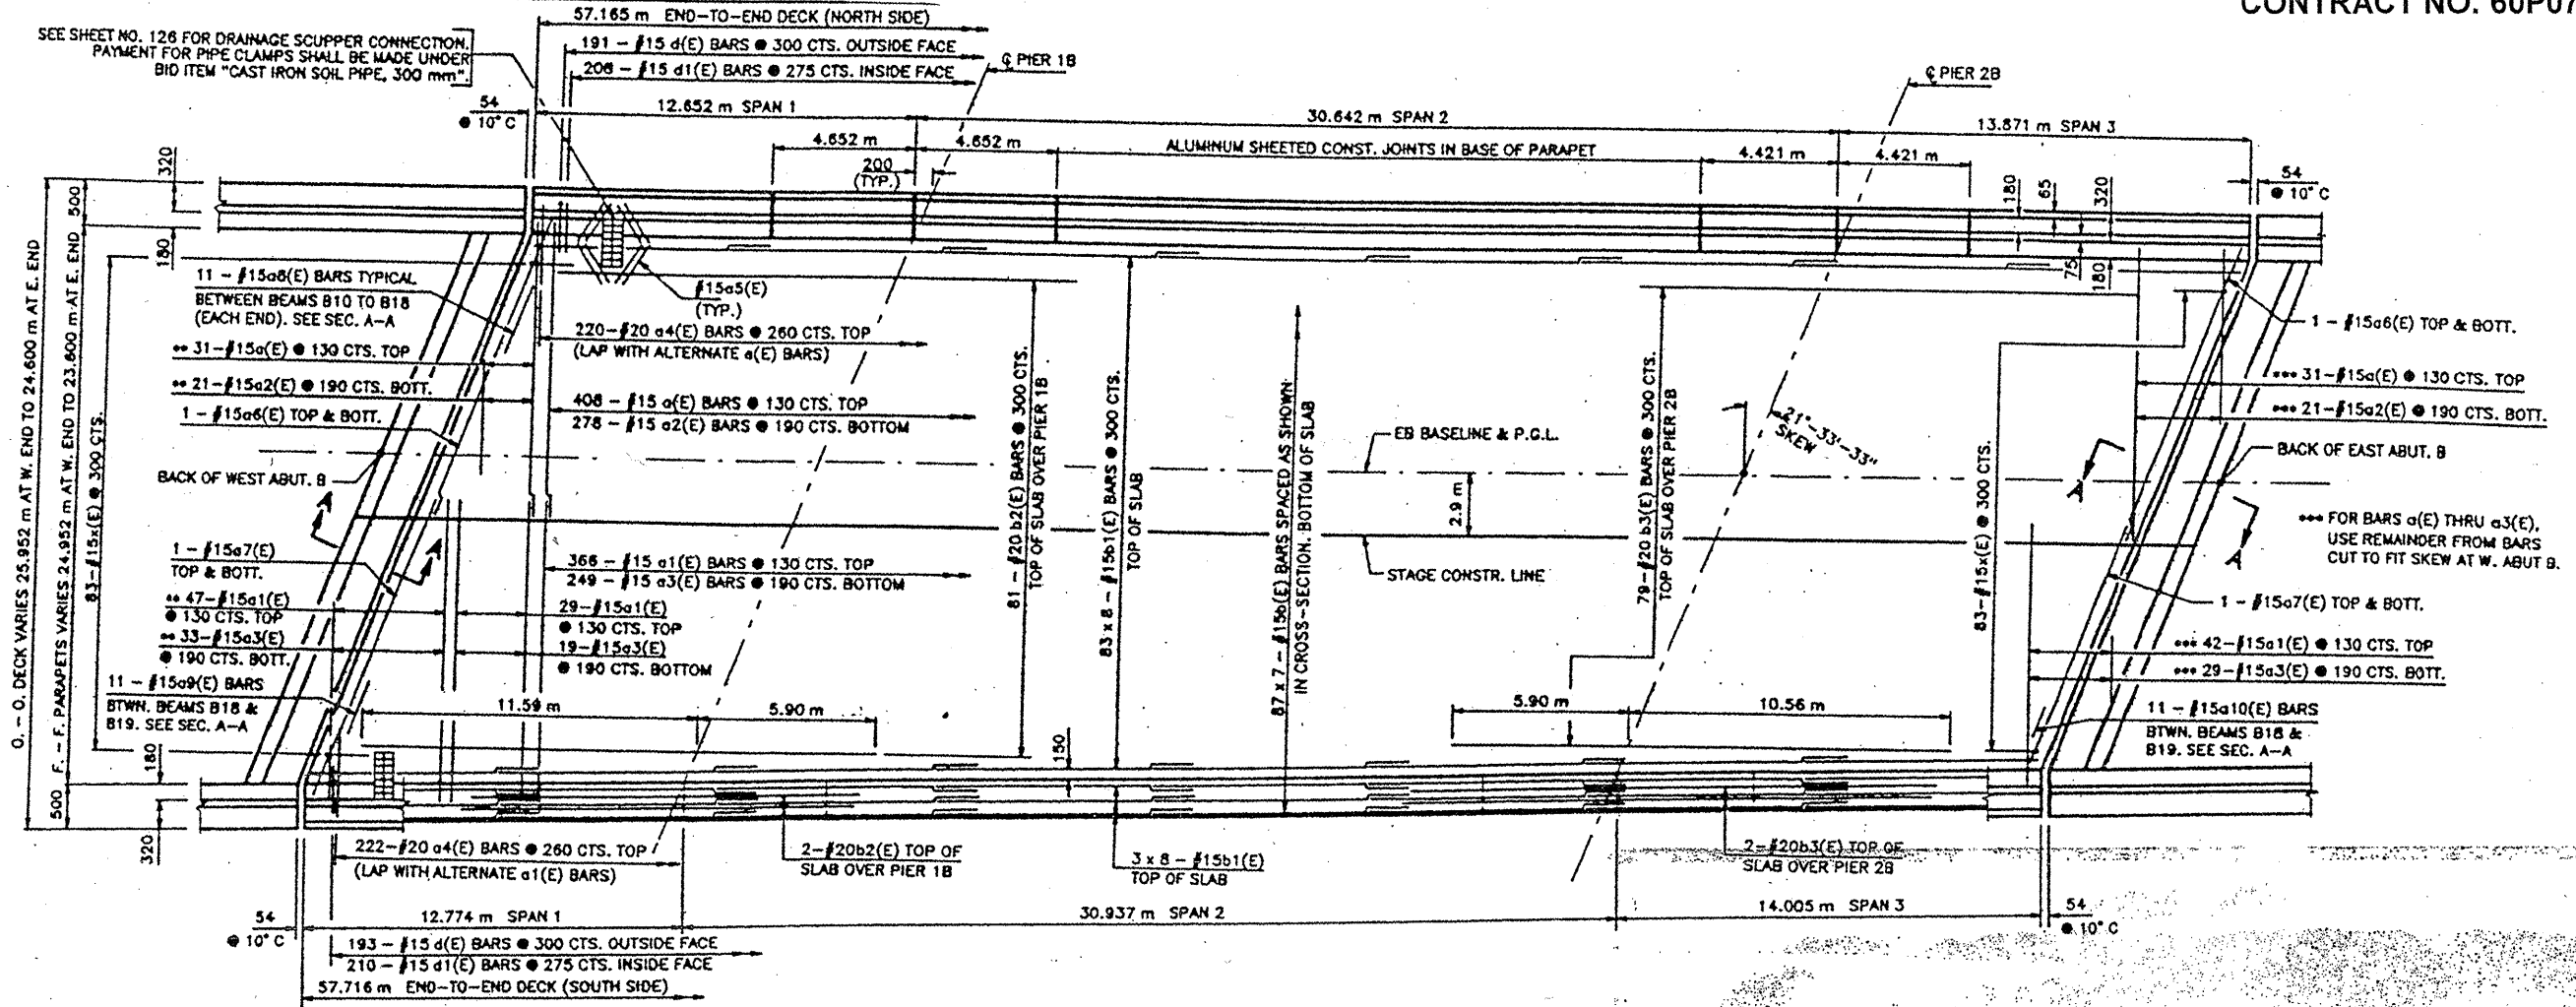 CONTRACT NO. 60P07
57.165 m END-TO-END DECK (NORTH SIDE)
SEE SHEET NO. 126 FOR DRAINAGE SCUPPER CONNECTION.
PAYMENT FOR PIPE CLAMPS SHALL BE MADE UNDER
BID ITEM "CAST IRON SOIL PIPE, 300 mm".
191 - #15 d(E) BARS @ 300 CTS. OUTSIDE FACE
208 - #15 d1(E) BARS @ 275 CTS. INSIDE FACE
℄ PIER 1B
℄ PIER 2B
54
@ 10° C
12.652 m SPAN 1
30.642 m SPAN 2
13.871 m SPAN 3
4.652 m
4.652 m
ALUMINUM SHEETED CONST. JOINTS IN BASE OF PARAPET
4.421 m
4.421 m
200
(TYP.)
180
65
320
54
@ 10° C
320
180
75
180
O. - O. DECK VARIES 25.952 m AT W. END TO 24.600 m AT E. END
500
F. - F. PARAPETS VARIES 24.952 m AT W. END TO 23.600 m AT E. END
500
83-#15x(E) @ 300 CTS.
11 - #15a8(E) BARS TYPICAL
BETWEEN BEAMS B10 TO B18
(EACH END). SEE SEC. A-A
#15a5(E)
(TYP.)
220-#20 a4(E) BARS @ 260 CTS. TOP
(LAP WITH ALTERNATE a(E) BARS)
** 31-#15a(E) @ 130 CTS. TOP
** 21-#15a2(E) @ 190 CTS. BOTT.
1 - #15a6(E) TOP & BOTT.
408 - #15 a(E) BARS @ 130 CTS. TOP
278 - #15 a2(E) BARS @ 190 CTS. BOTTOM
BACK OF WEST ABUT. B
81 - #20 b2(E) BARS @ 300 CTS.
TOP OF SLAB OVER PIER 1B
83 x 8 - #15b1(E) BARS @ 300 CTS.
TOP OF SLAB
87 x 7 - #15b(E) BARS SPACED AS SHOWN
IN CROSS-SECTION. BOTTOM OF SLAB
EB BASELINE & P.G.L.
2.9 m
STAGE CONSTR. LINE
79-#20 b3(E) BARS @ 300 CTS.
TOP OF SLAB OVER PIER 2B
21°-33'-33"
SKEW
83-#15x(E) @ 300 CTS.
1 - #15a6(E) TOP & BOTT.
*** 31-#15a(E) @ 130 CTS. TOP
*** 21-#15a2(E) @ 190 CTS. BOTT.
BACK OF EAST ABUT. B
*** FOR BARS a(E) THRU a3(E),
USE REMAINDER FROM BARS
CUT TO FIT SKEW AT W. ABUT B.
A
A
A
A
1 - #15a7(E)
TOP & BOTT.
366 - #15 a1(E) BARS @ 130 CTS. TOP
249 - #15 a3(E) BARS @ 190 CTS. BOTTOM
** 47-#15a1(E)
@ 130 CTS. TOP
** 33-#15a3(E)
@ 190 CTS. BOTT.
29-#15a1(E)
@ 130 CTS. TOP
19-#15a3(E)
@ 190 CTS. BOTTOM
1 - #15a7(E) TOP & BOTT.
*** 42-#15a1(E) @ 130 CTS. TOP
*** 29-#15a3(E) @ 190 CTS. BOTT.
11 - #15a9(E) BARS
BTWN. BEAMS B18 &
B19. SEE SEC. A-A
11.59 m
5.90 m
5.90 m
10.56 m
11 - #15a10(E) BARS
BTWN. BEAMS B18 &
B19. SEE SEC. A-A
180
150
320
222-#20 a4(E) BARS @ 260 CTS. TOP
(LAP WITH ALTERNATE a1(E) BARS)
2-#20b2(E) TOP OF
SLAB OVER PIER 1B
3 x 8 - #15b1(E)
TOP OF SLAB
2-#20b3(E) TOP OF
SLAB OVER PIER 2B
54
@ 10° C
12.774 m SPAN 1
30.937 m SPAN 2
14.005 m SPAN 3
54
@ 10° C
193 - #15 d(E) BARS @ 300 CTS. OUTSIDE FACE
210 - #15 d1(E) BARS @ 275 CTS. INSIDE FACE
57.716 m END-TO-END DECK (SOUTH SIDE)